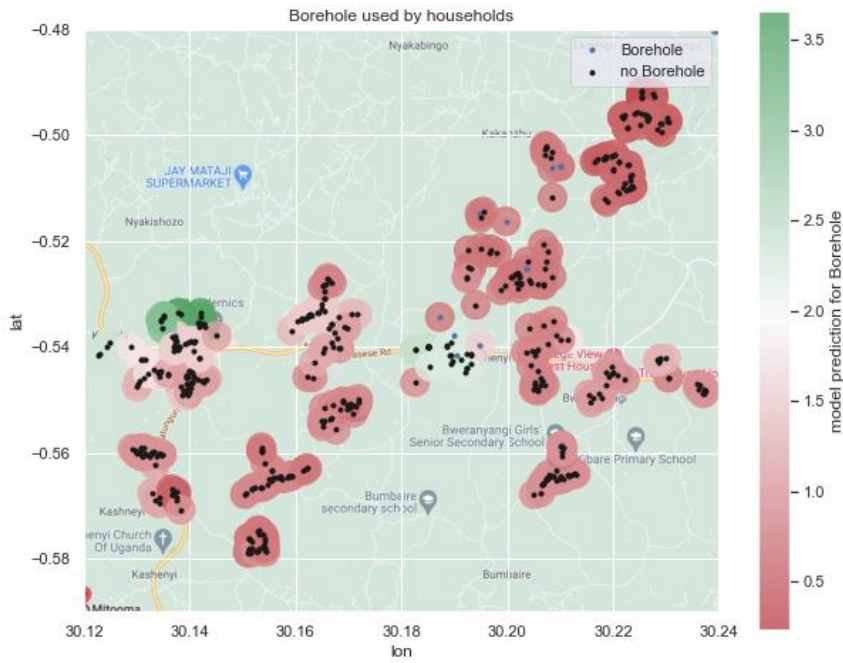 Borehole used by households
−0.48
−0.50
−0.52
−0.54
−0.56
−0.58
lat
30.12
30.14
30.16
30.18
30.20
30.22
30.24
lon
Borehole
no Borehole
Nyakabingo
JAY MATAJI
SUPERMARKET
Nyakishozo
Bweranyangi Girls'
Senior Secondary School
Kibare Primary School
Bumbaire
secondary school
Kashneyi
enyi Church
Of Uganda
Kashenyi
Bumbaire
Mitooma
3.5
3.0
2.5
2.0
1.5
1.0
0.5
model prediction for Borehole